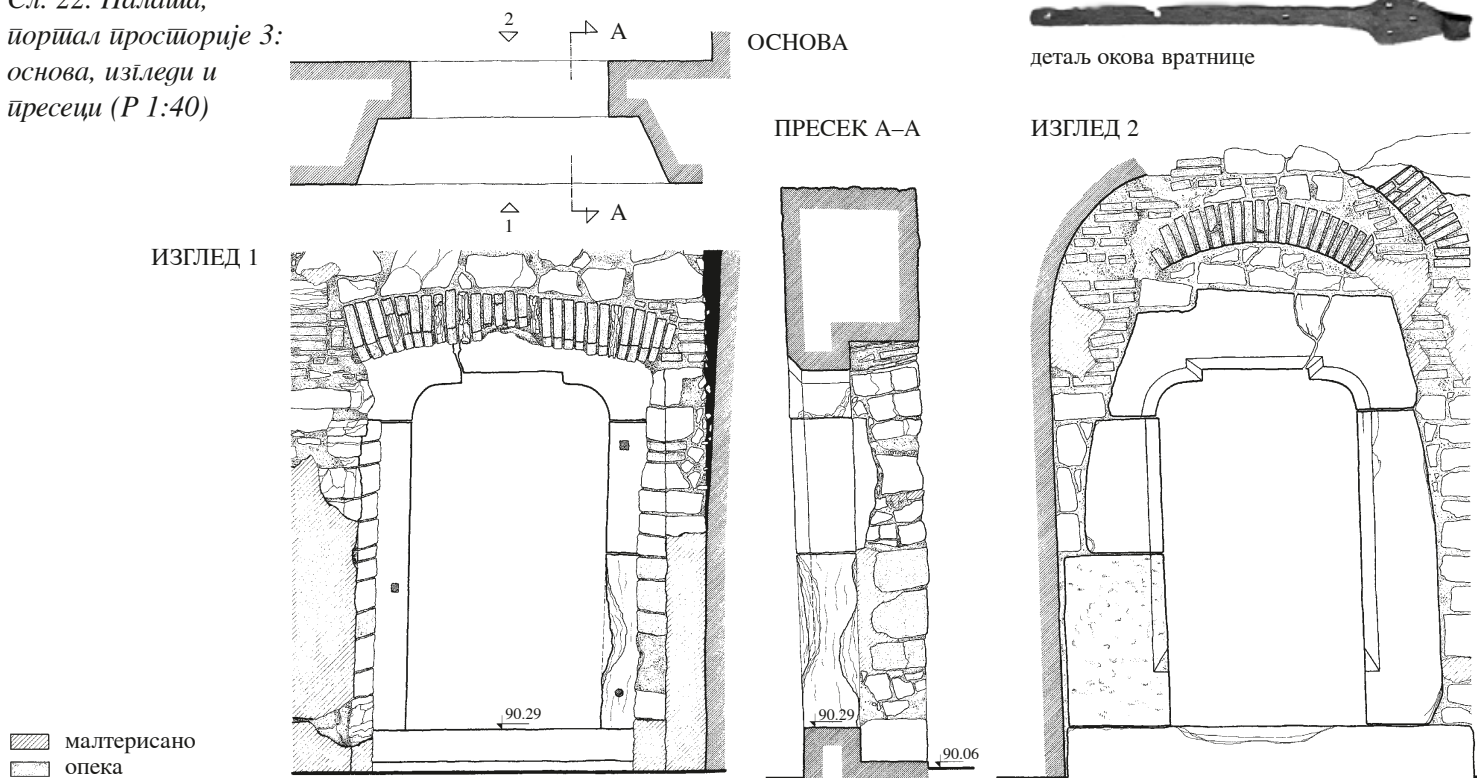 Сл. 22. Палата,
портал просторије 3:
основа, изгледи и
пресеци (Р 1:40)
2
А
ОСНОВА
А
1
детаљ окова вратнице
ПРЕСЕК А–А
ИЗГЛЕД 2
ИЗГЛЕД 1
90.29
90.29
90.06
малтерисано
опека